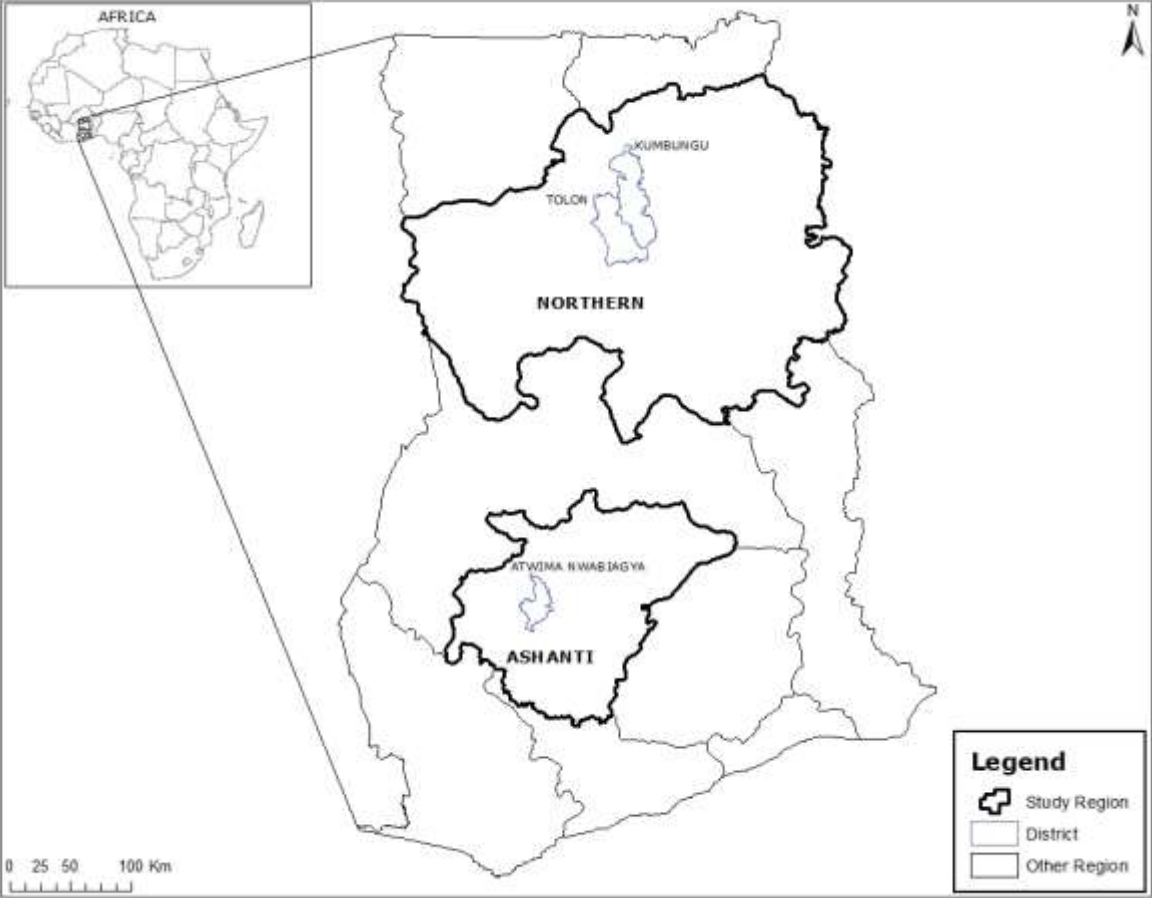 AFRICA
N
KUMBUNGU
TOLON
NORTHERN
ATWIMA NWABIAGYA
ASHANTI
Legend
Study Region
District
Other Region
0 25 50 100 Km